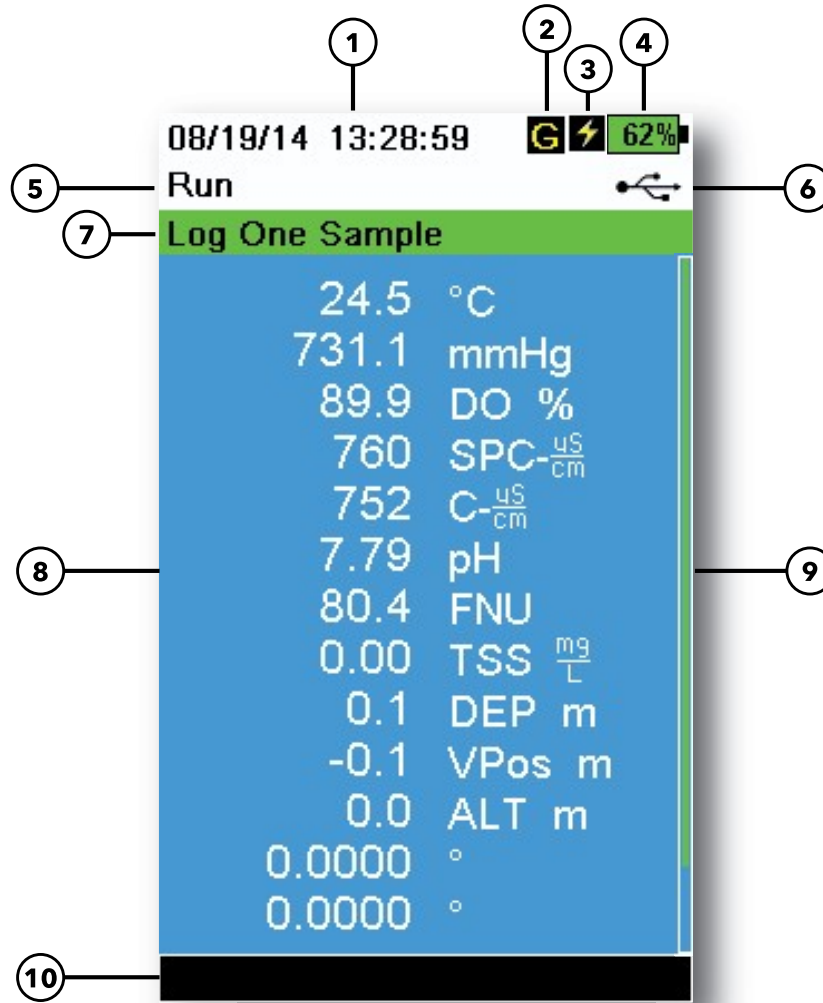 1
2
3
4
08/19/14 13:28:59 G 62%
5 Run 6
7 Log One Sample
24.5 °C
731.1 mmHg
89.9 DO %
760 SPC-uS/cm
752 C-uS/cm
7.79 pH
8
9
80.4 FNU
0.00 TSS mg/L
0.1 DEP m
-0.1 VPos m
0.0 ALT m
0.0000 °
0.0000 °
10